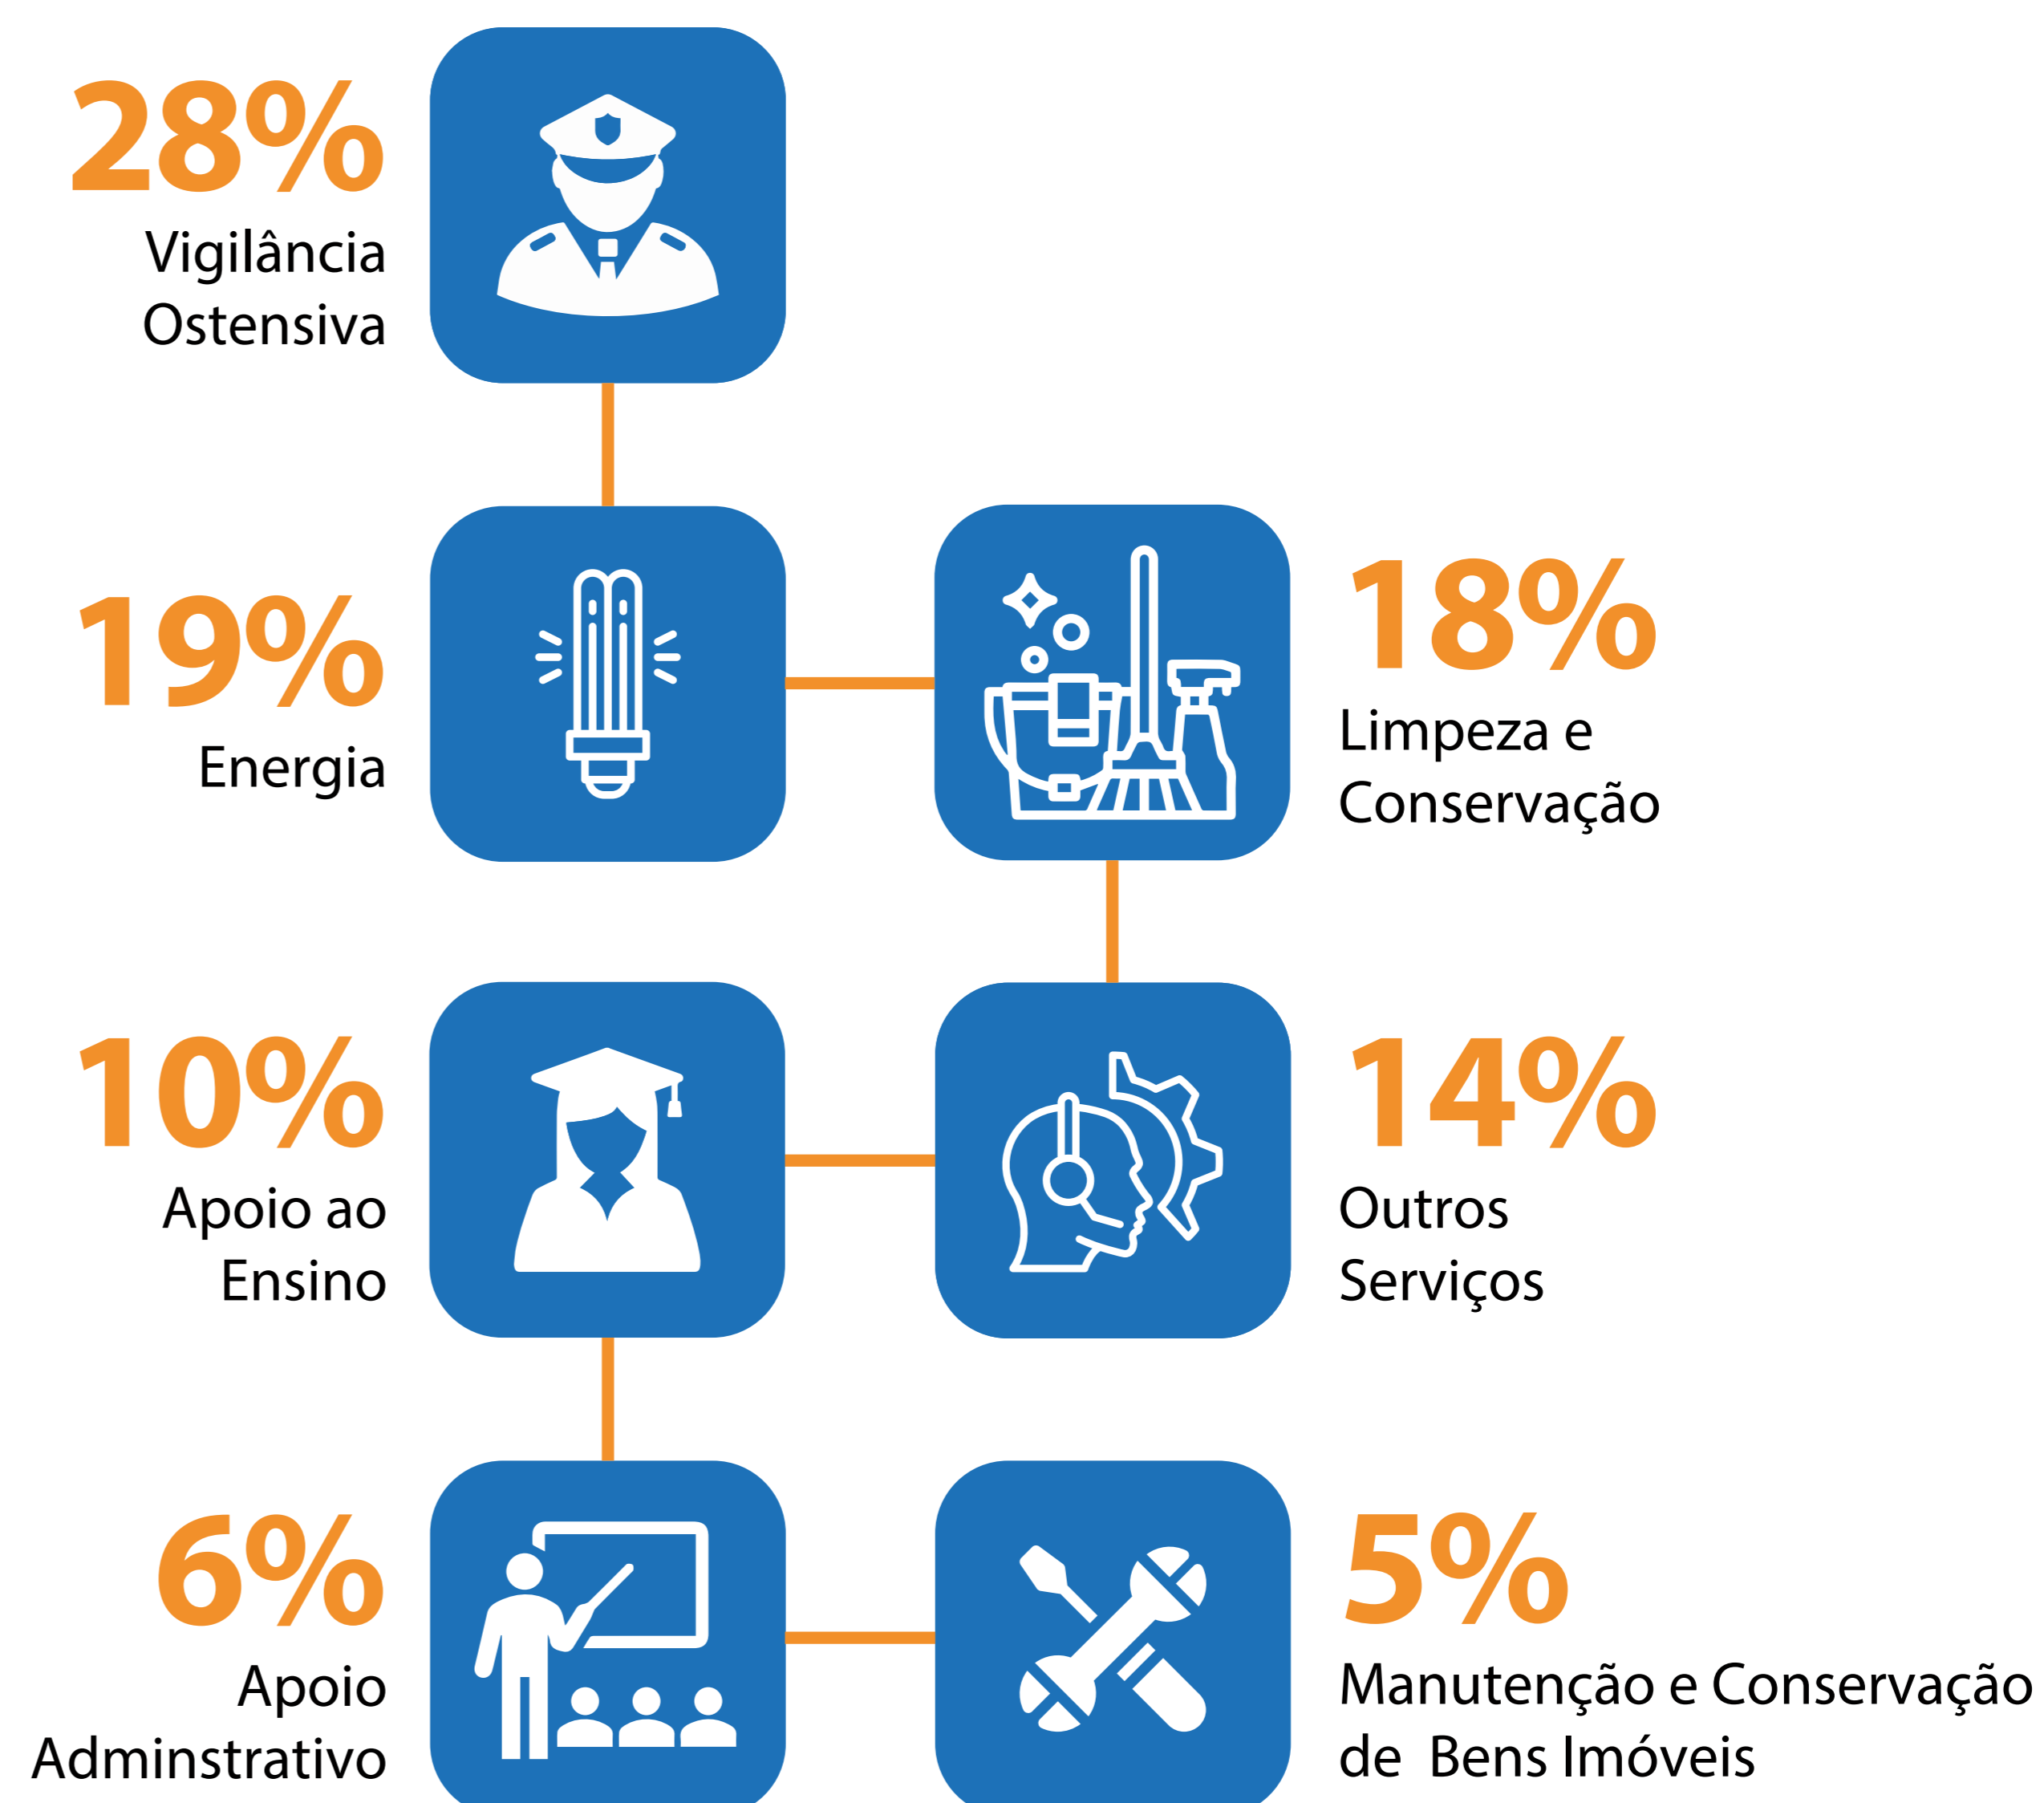 28%
Vigilância
Ostensiva
19%
Energia
18%
Limpeza e
Conservação
10%
Apoio ao
Ensino
14%
Outros
Serviços
6%
Apoio
Adminstrativo
5%
Manutenção e Conservação
de Bens Imóveis